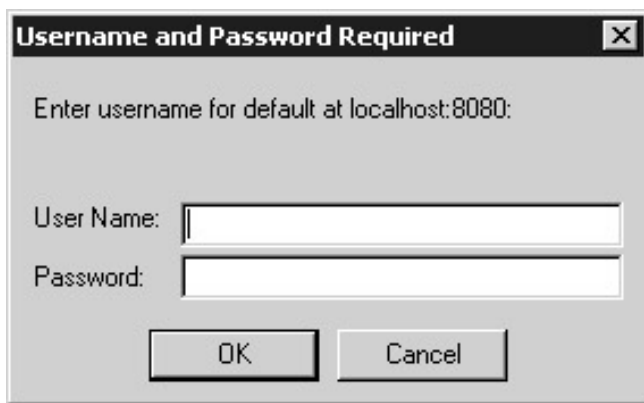 Username and Password Required
Enter username for default at localhost:8080:
User Name:
Password:
OK Cancel